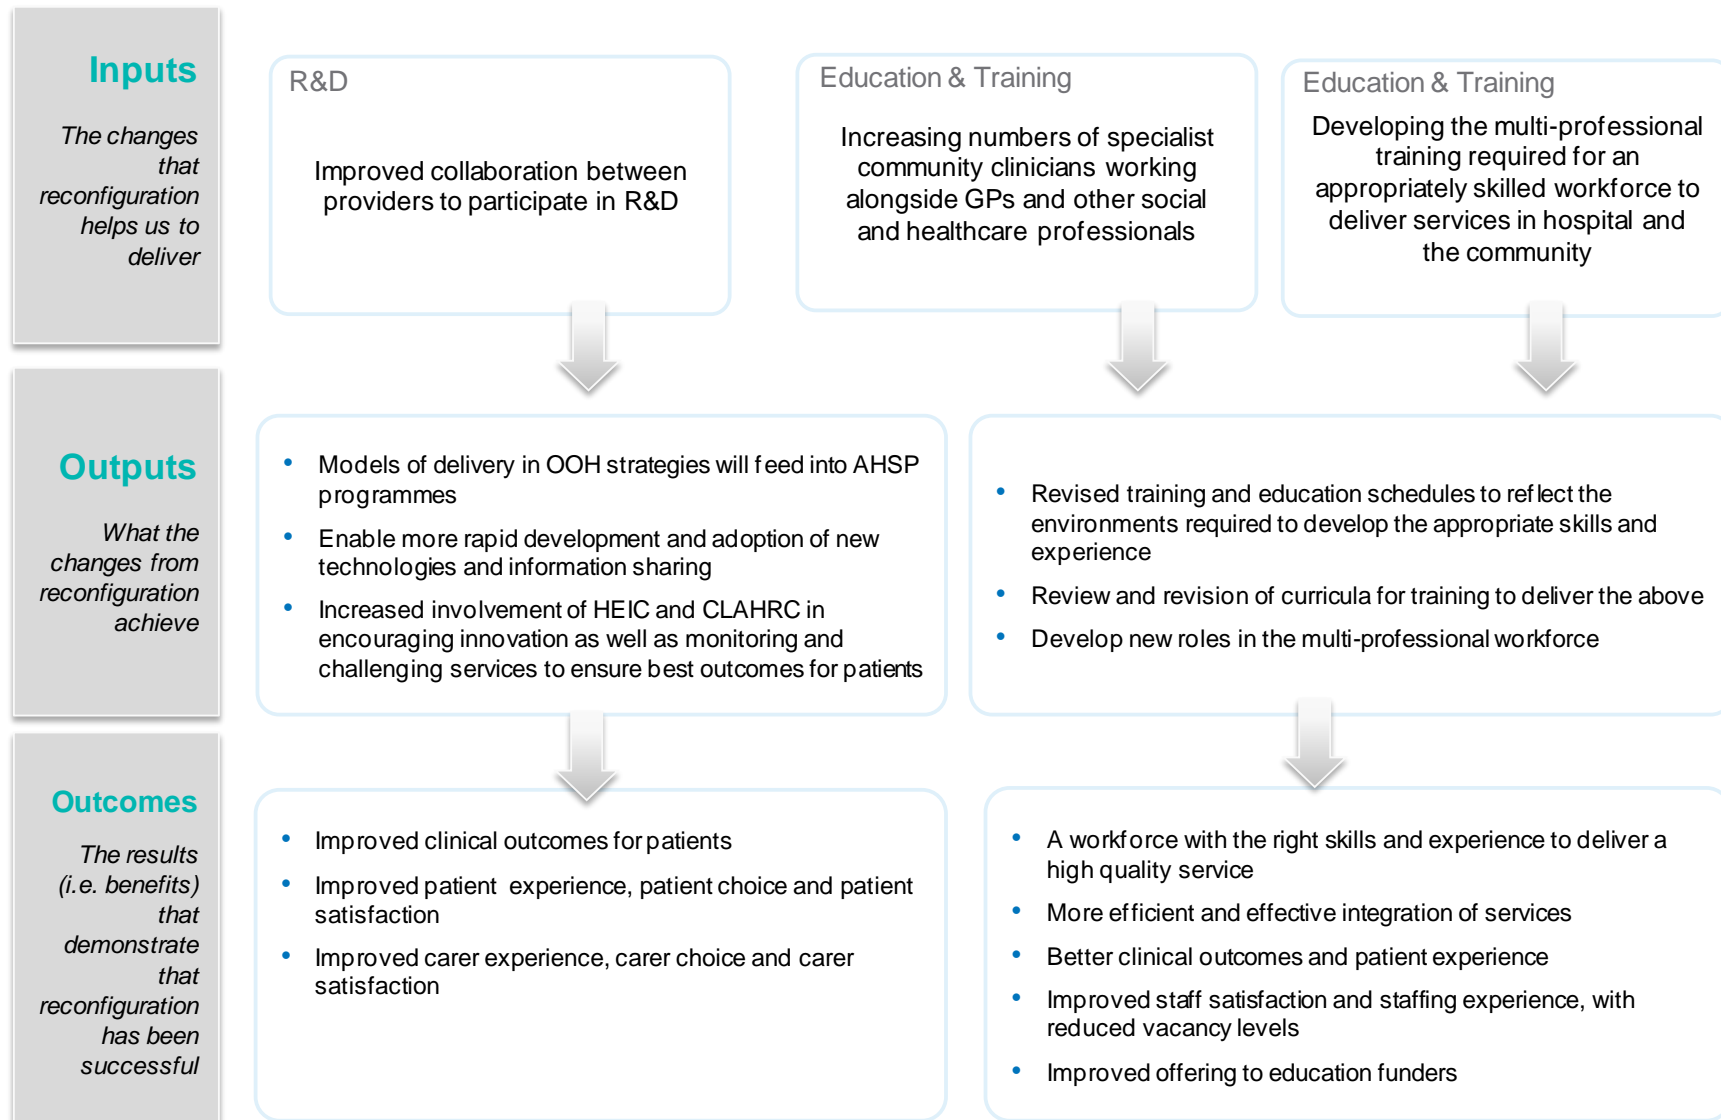 Inputs
The changes
that
reconfiguration
helps us to
deliver
R&D
Improved collaboration between
providers to participate in R&D
Education & Training
Increasing numbers of specialist
community clinicians working
alongside GPs and other social
and healthcare professionals
Education & Training
Developing the multi-professional
training required for an
appropriately skilled workforce to
deliver services in hospital and
the community
Outputs
What the
changes from
reconfiguration
achieve
• Models of delivery in OOH strategies will feed into AHSP
programmes
• Enable more rapid development and adoption of new
technologies and information sharing
• Increased involvement of HEIC and CLAHRC in
encouraging innovation as well as monitoring and
challenging services to ensure best outcomes for patients
• Revised training and education schedules to reflect the
environments required to develop the appropriate skills and
experience
• Review and revision of curricula for training to deliver the above
• Develop new roles in the multi-professional workforce
Outcomes
The results
(i.e. benefits)
that
demonstrate
that
reconfiguration
has been
successful
• Improved clinical outcomes for patients
• Improved patient experience, patient choice and patient
satisfaction
• Improved carer experience, carer choice and carer
satisfaction
• A workforce with the right skills and experience to deliver a
high quality service
• More efficient and effective integration of services
• Better clinical outcomes and patient experience
• Improved staff satisfaction and staffing experience, with
reduced vacancy levels
• Improved offering to education funders